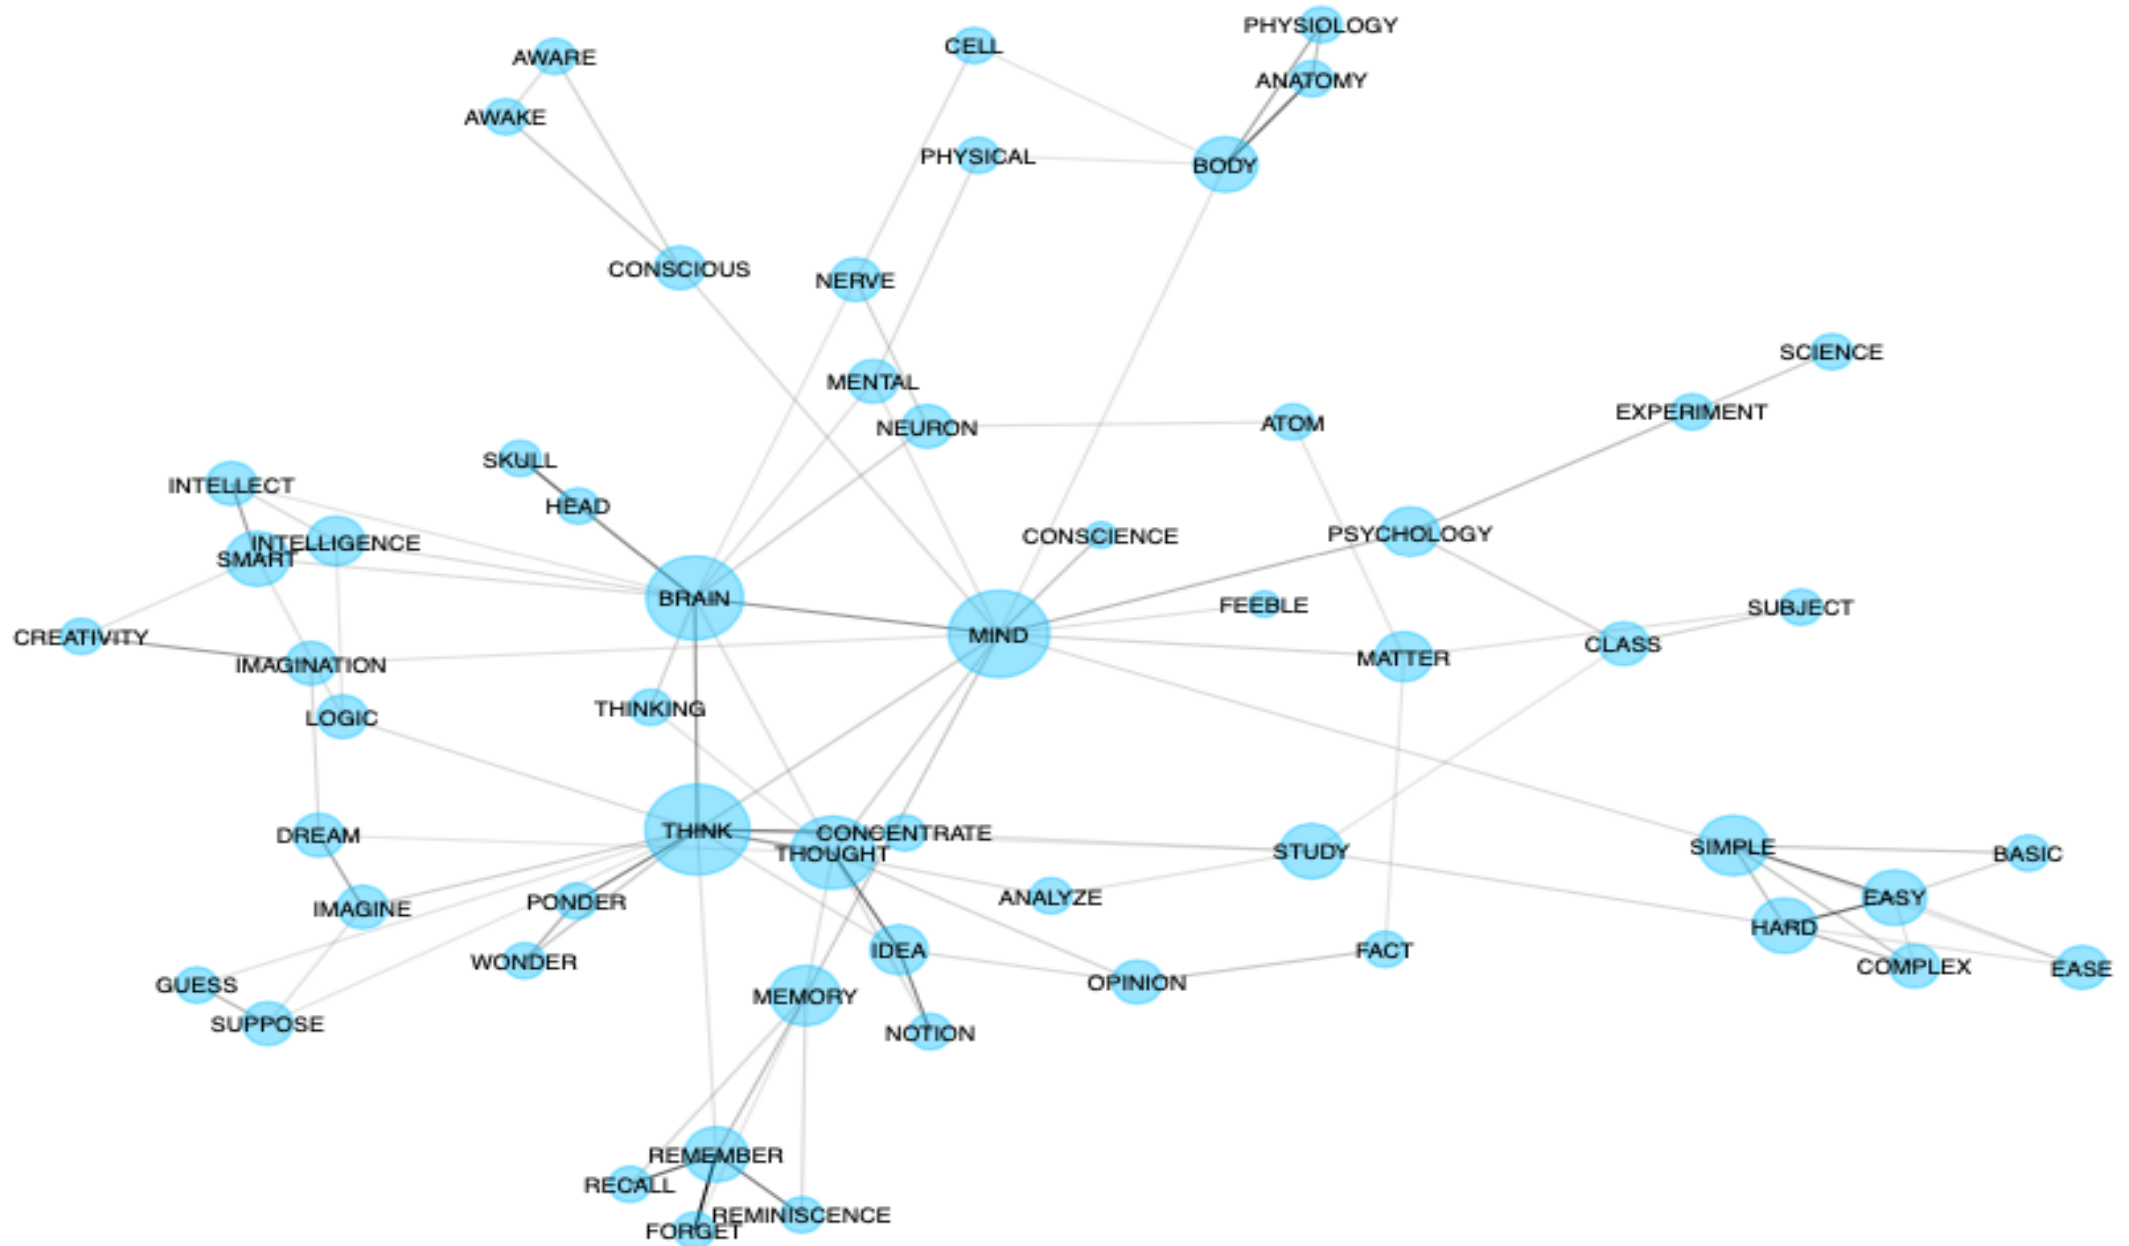 PHYSIOLOGY
CELL
AWARE
ANATOMY
AWAKE
PHYSICAL
BODY
CONSCIOUS
NERVE
SCIENCE
MENTAL
EXPERIMENT
ATOM
NEURON
SKULL
INTELLECT
HEAD
PSYCHOLOGY
CONSCIENCE
INTELLIGENCE
SMART
BRAIN
FEEBLE
SUBJECT
MIND
CREATIVITY
CLASS
MATTER
IMAGINATION
THINKING
LOGIC
THINK
CONCENTRATE
DREAM
SIMPLE
STUDY
THOUGHT
BASIC
ANALYZE
EASY
PONDER
IMAGINE
HARD
IDEA
FACT
WONDER
COMPLEX
EASE
OPINION
GUESS
MEMORY
SUPPOSE
NOTION
REMEMBER
RECALL
REMINISCENCE
FORGET